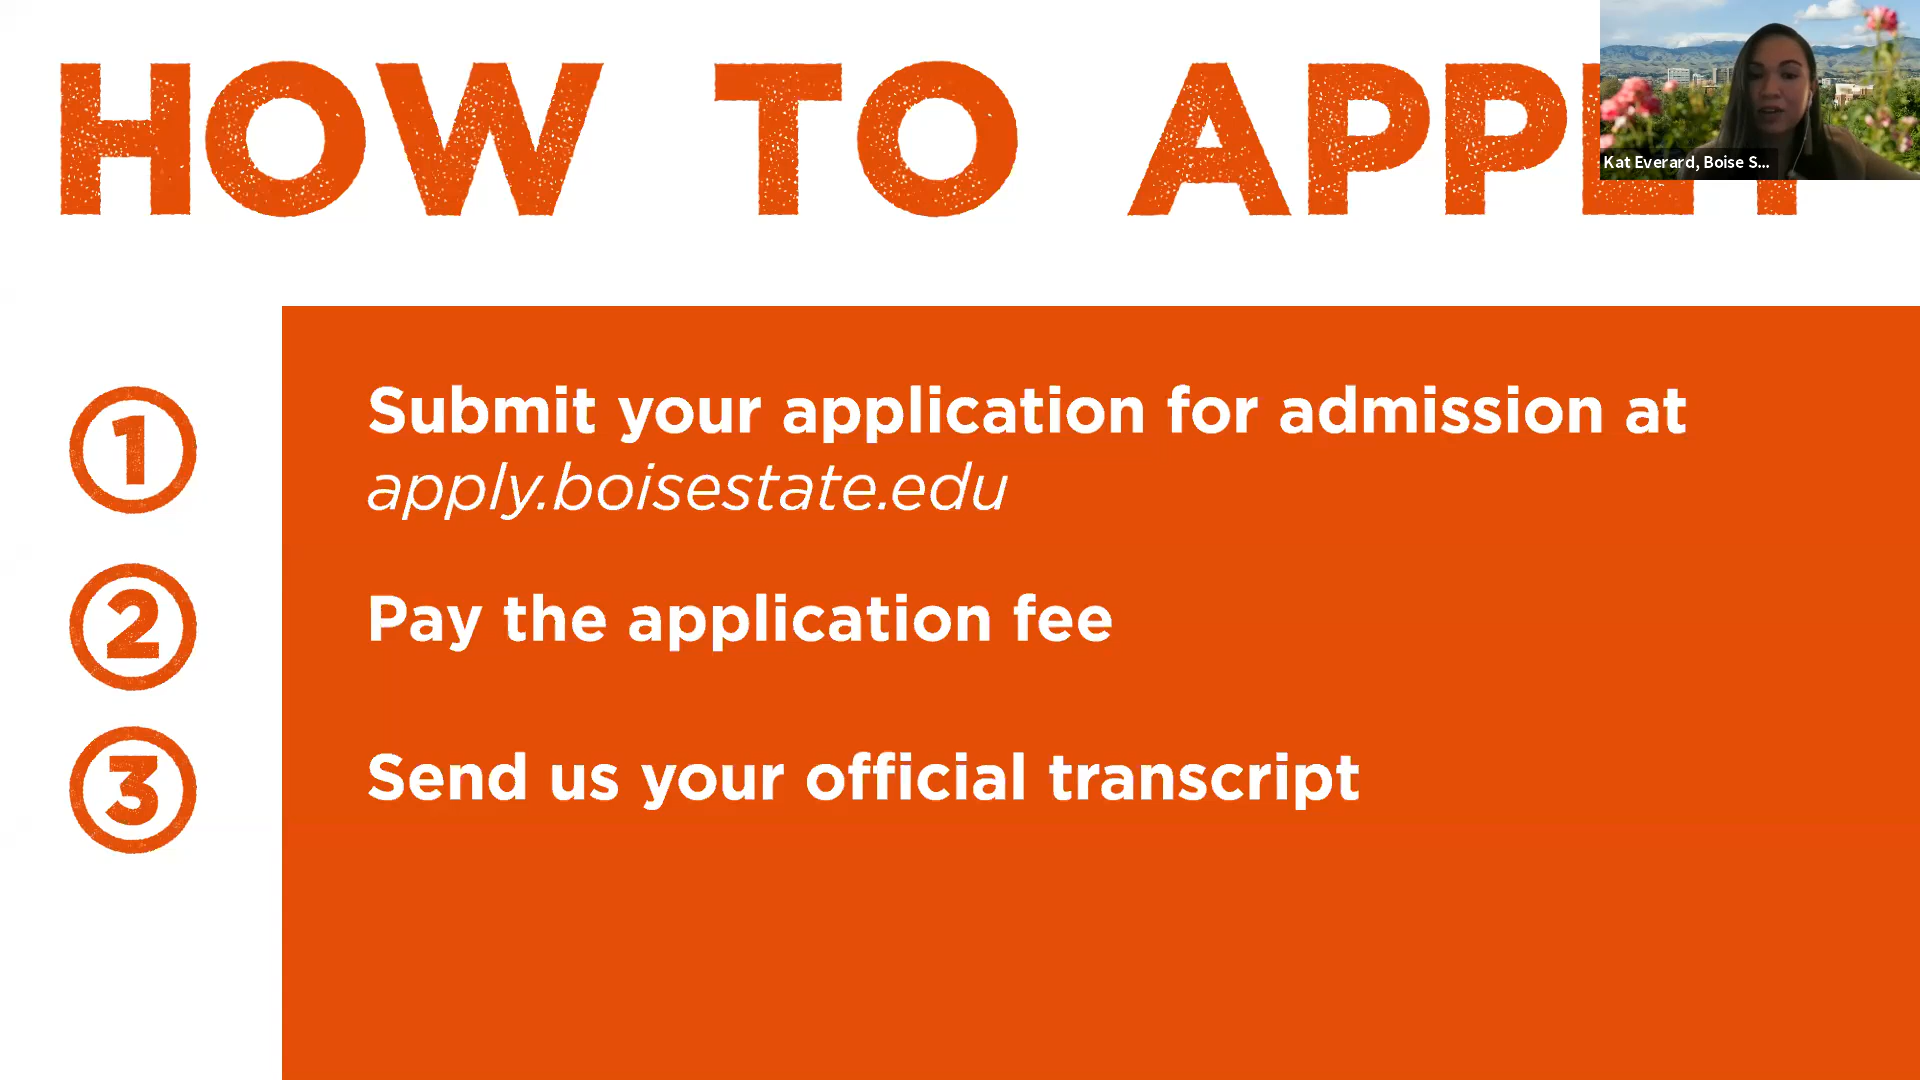 HOW TO APPLY
Kat Everard, Boise S...
1
Submit your application for admission at
apply.boisestate.edu
2
Pay the application fee
3
Send us your official transcript